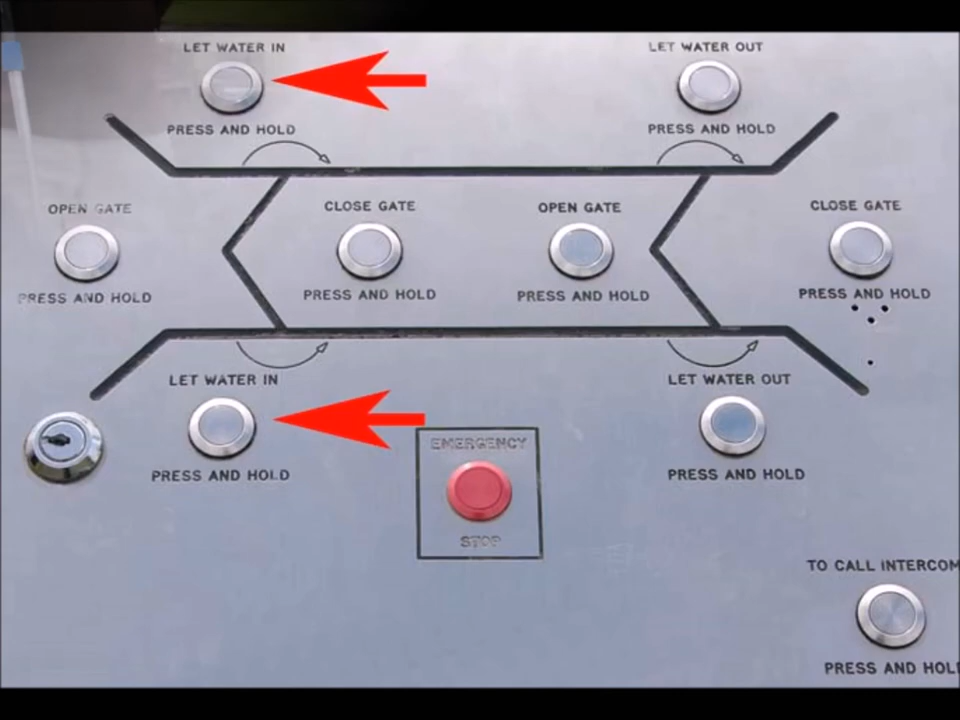 LET WATER IN
LET WATER OUT
PRESS AND HOLD
PRESS AND HOLD
OPEN GATE
CLOSE GATE
OPEN GATE
CLOSE GATE
PRESS AND HOLD
PRESS AND HOLD
PRESS AND HOLD
PRESS AND HOLD
LET WATER IN
LET WATER OUT
PRESS AND HOLD
PRESS AND HOLD
EMERGENCY
STOP
TO CALL INTERCOM
PRESS AND HOL